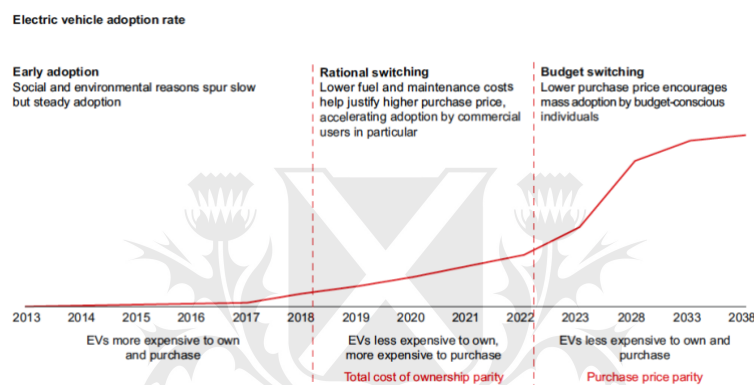 Electric vehicle adoption rate
Early adoption
Social and environmental reasons spur slow
but steady adoption
Rational switching
Lower fuel and maintenance costs
help justify higher purchase price,
accelerating adoption by commercial
users in particular
Budget switching
Lower purchase price encourages
mass adoption by budget-conscious
individuals
2013 2014 2015 2016 2017 2018 2019 2020 2021 2022 2023 2028 2033 2038
EVs more expensive to own
and purchase
EVs less expensive to own,
more expensive to purchase
EVs less expensive to own and
purchase
Total cost of ownership parity
Purchase price parity